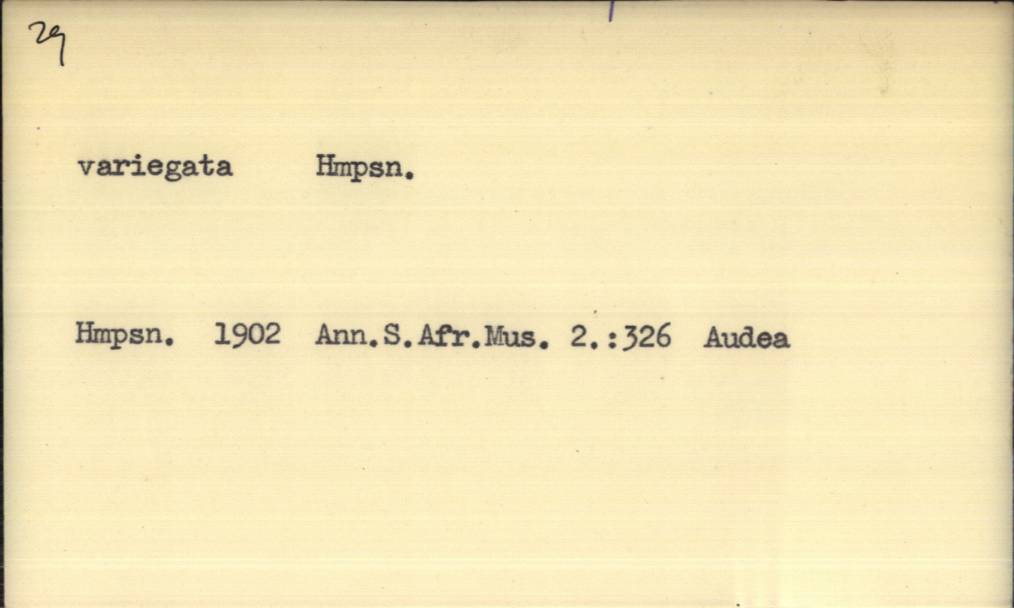 29
variegata Hmpsn.
Hmpsn. 1902 Ann.S.Afr.Mus. 2.:326 Audea